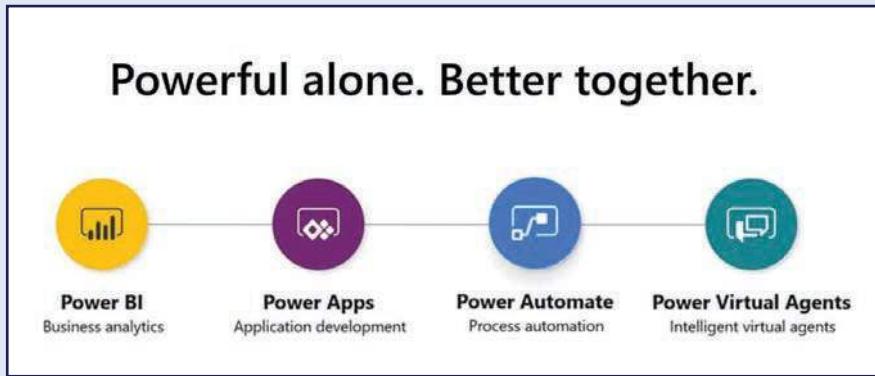 Powerful alone. Better together.
Power BI
Business analytics
Power Apps
Application development
Power Automate
Process automation
Power Virtual Agents
Intelligent virtual agents